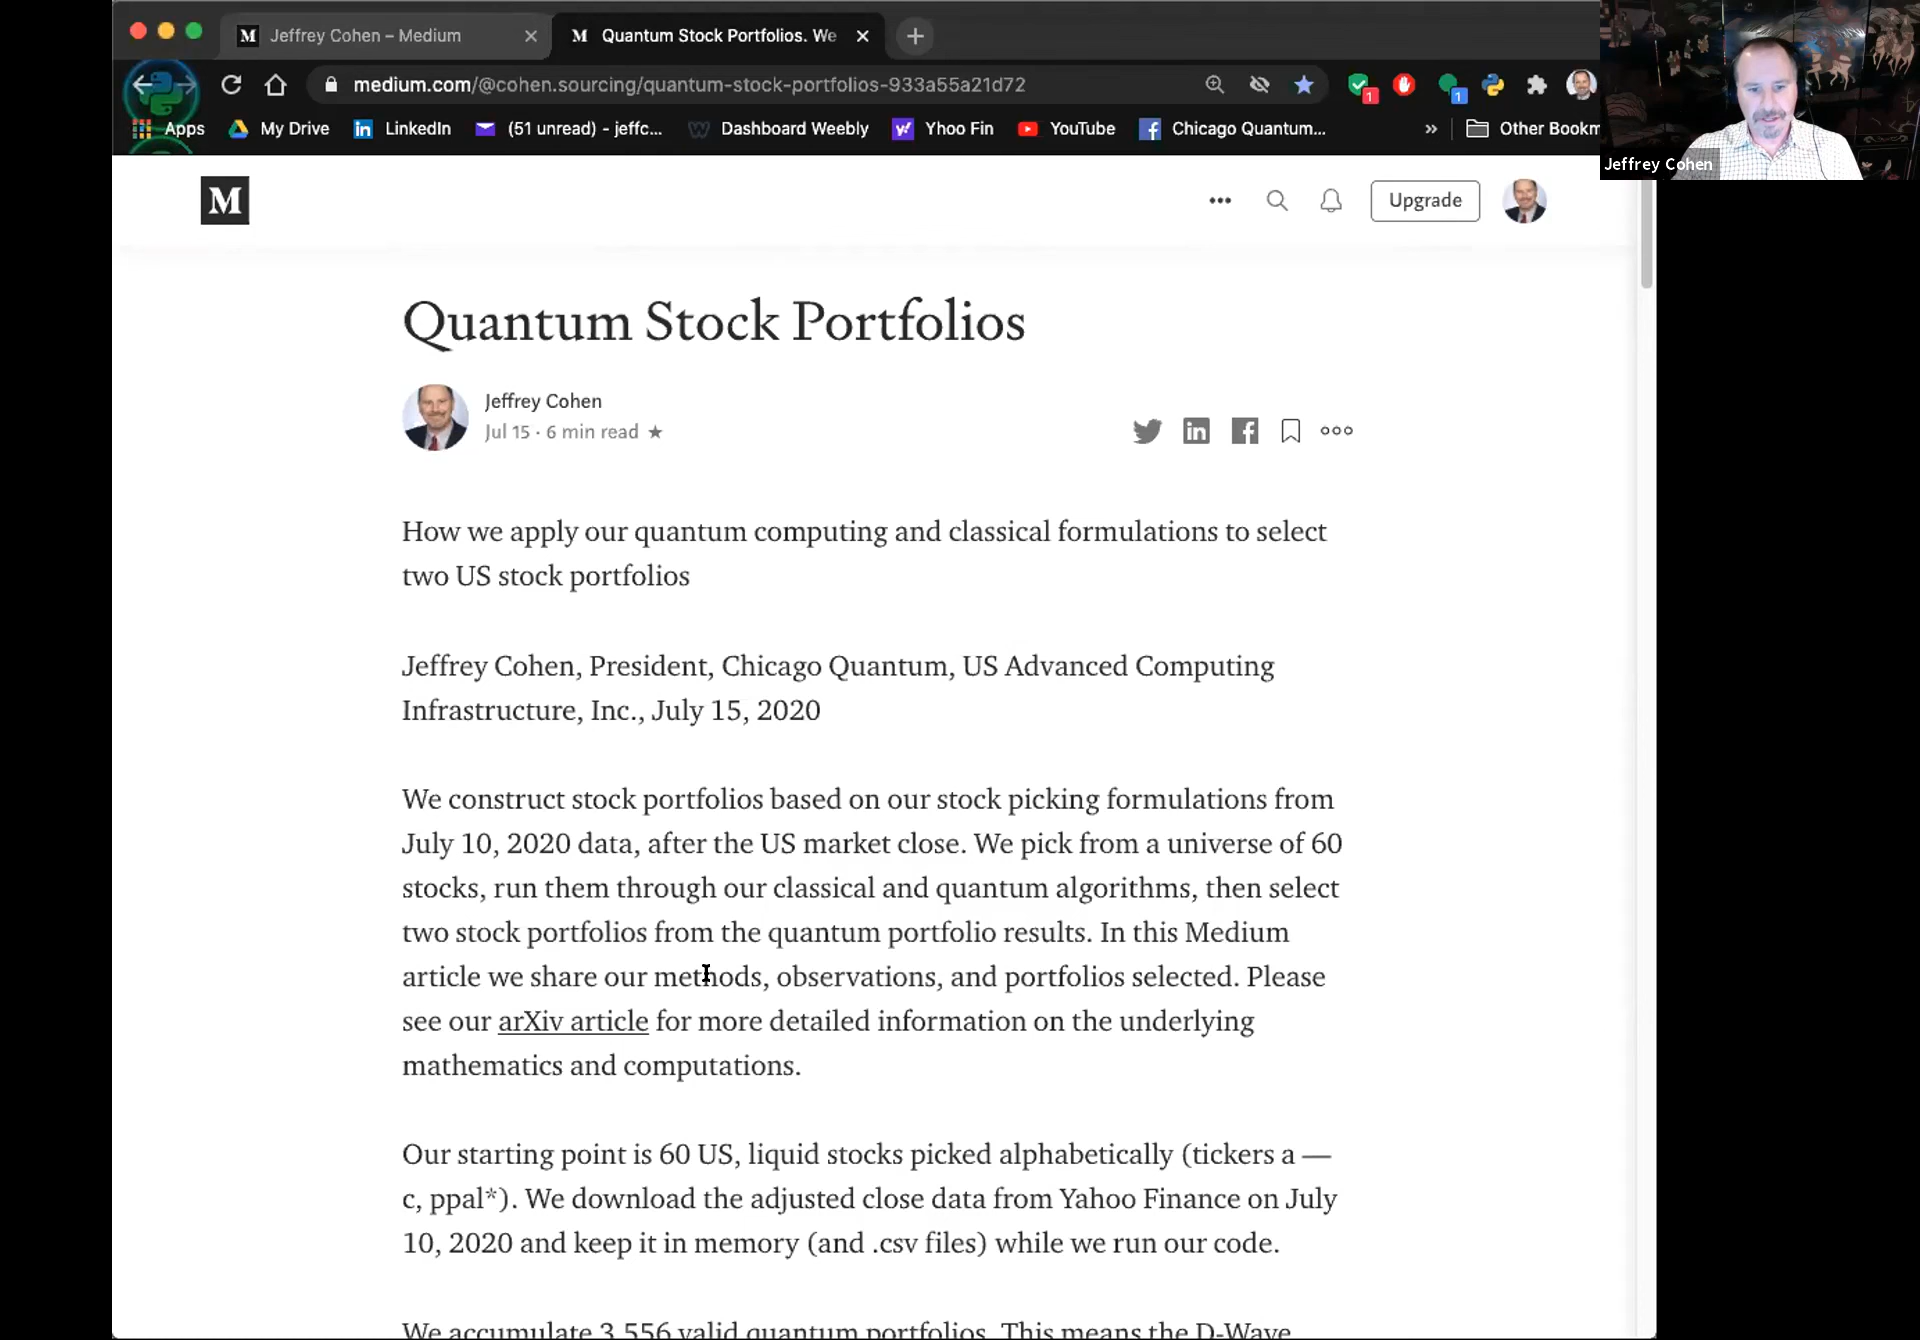 Jeffrey Cohen – Medium
Quantum Stock Portfolios. We
medium.com/@cohen.sourcing/quantum-stock-portfolios-933a55a21d72
1
1
Apps
My Drive
LinkedIn
(51 unread) - jeffc...
Dashboard Weebly
Yhoo Fin
YouTube
Chicago Quantum...
»
Other Bookm
Jeffrey Cohen
M
Upgrade
Quantum Stock Portfolios
Jeffrey Cohen
Jul 15 · 6 min read ★
How we apply our quantum computing and classical formulations to select
two US stock portfolios
Jeffrey Cohen, President, Chicago Quantum, US Advanced Computing
Infrastructure, Inc., July 15, 2020
We construct stock portfolios based on our stock picking formulations from
July 10, 2020 data, after the US market close. We pick from a universe of 60
stocks, run them through our classical and quantum algorithms, then select
two stock portfolios from the quantum portfolio results. In this Medium
article we share our methods, observations, and portfolios selected. Please
see our arXiv article for more detailed information on the underlying
mathematics and computations.
Our starting point is 60 US, liquid stocks picked alphabetically (tickers a —
c, ppal*). We download the adjusted close data from Yahoo Finance on July
10, 2020 and keep it in memory (and .csv files) while we run our code.
We accumulate 3,556 valid quantum portfolios. This means the D-Wave